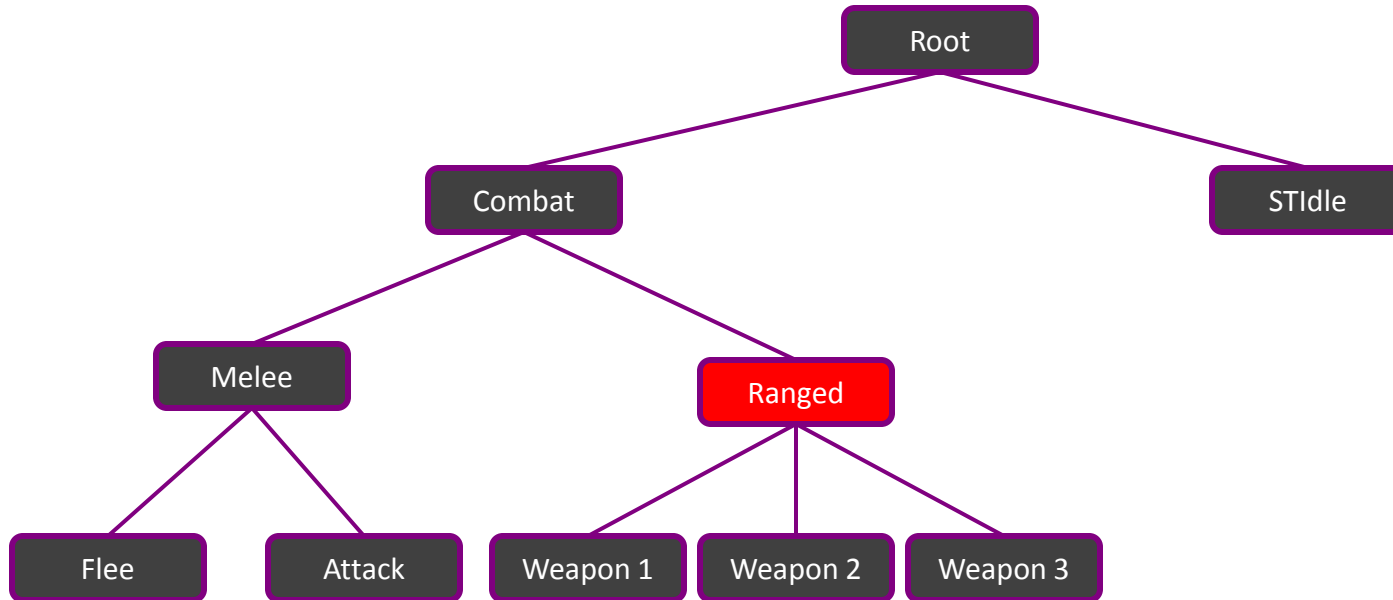 Root
Combat
STIdle
Melee
Ranged
Flee
Attack
Weapon 1
Weapon 2
Weapon 3